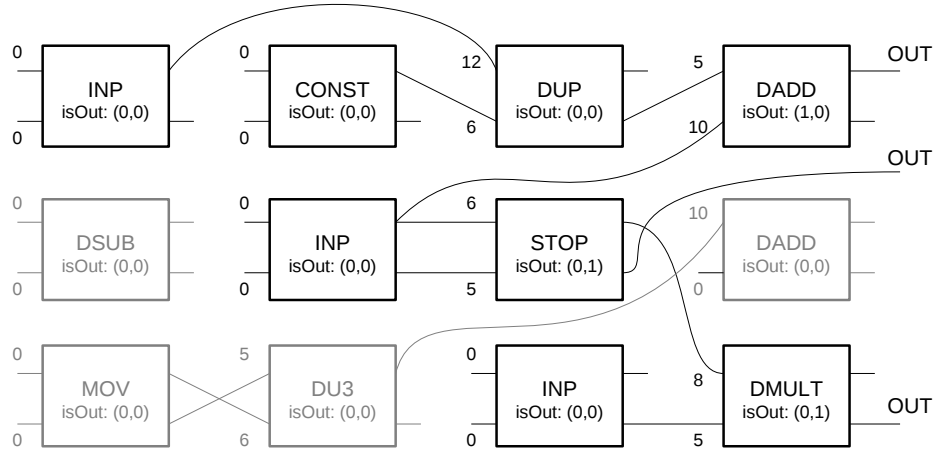 0
0
INP
isOut: (0,0)
0
0
CONST
isOut: (0,0)
12
6
DUP
isOut: (0,0)
5
10
DADD
isOut: (1,0)
OUT
OUT
0
0
DSUB
isOut: (0,0)
0
0
INP
isOut: (0,0)
6
5
STOP
isOut: (0,1)
10
0
DADD
isOut: (0,0)
0
0
MOV
isOut: (0,0)
5
6
DU3
isOut: (0,0)
0
0
INP
isOut: (0,0)
8
5
DMULT
isOut: (0,1)
OUT